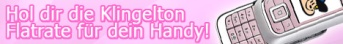 Hol dir die Klingelton
Flatrate für dein Handy!